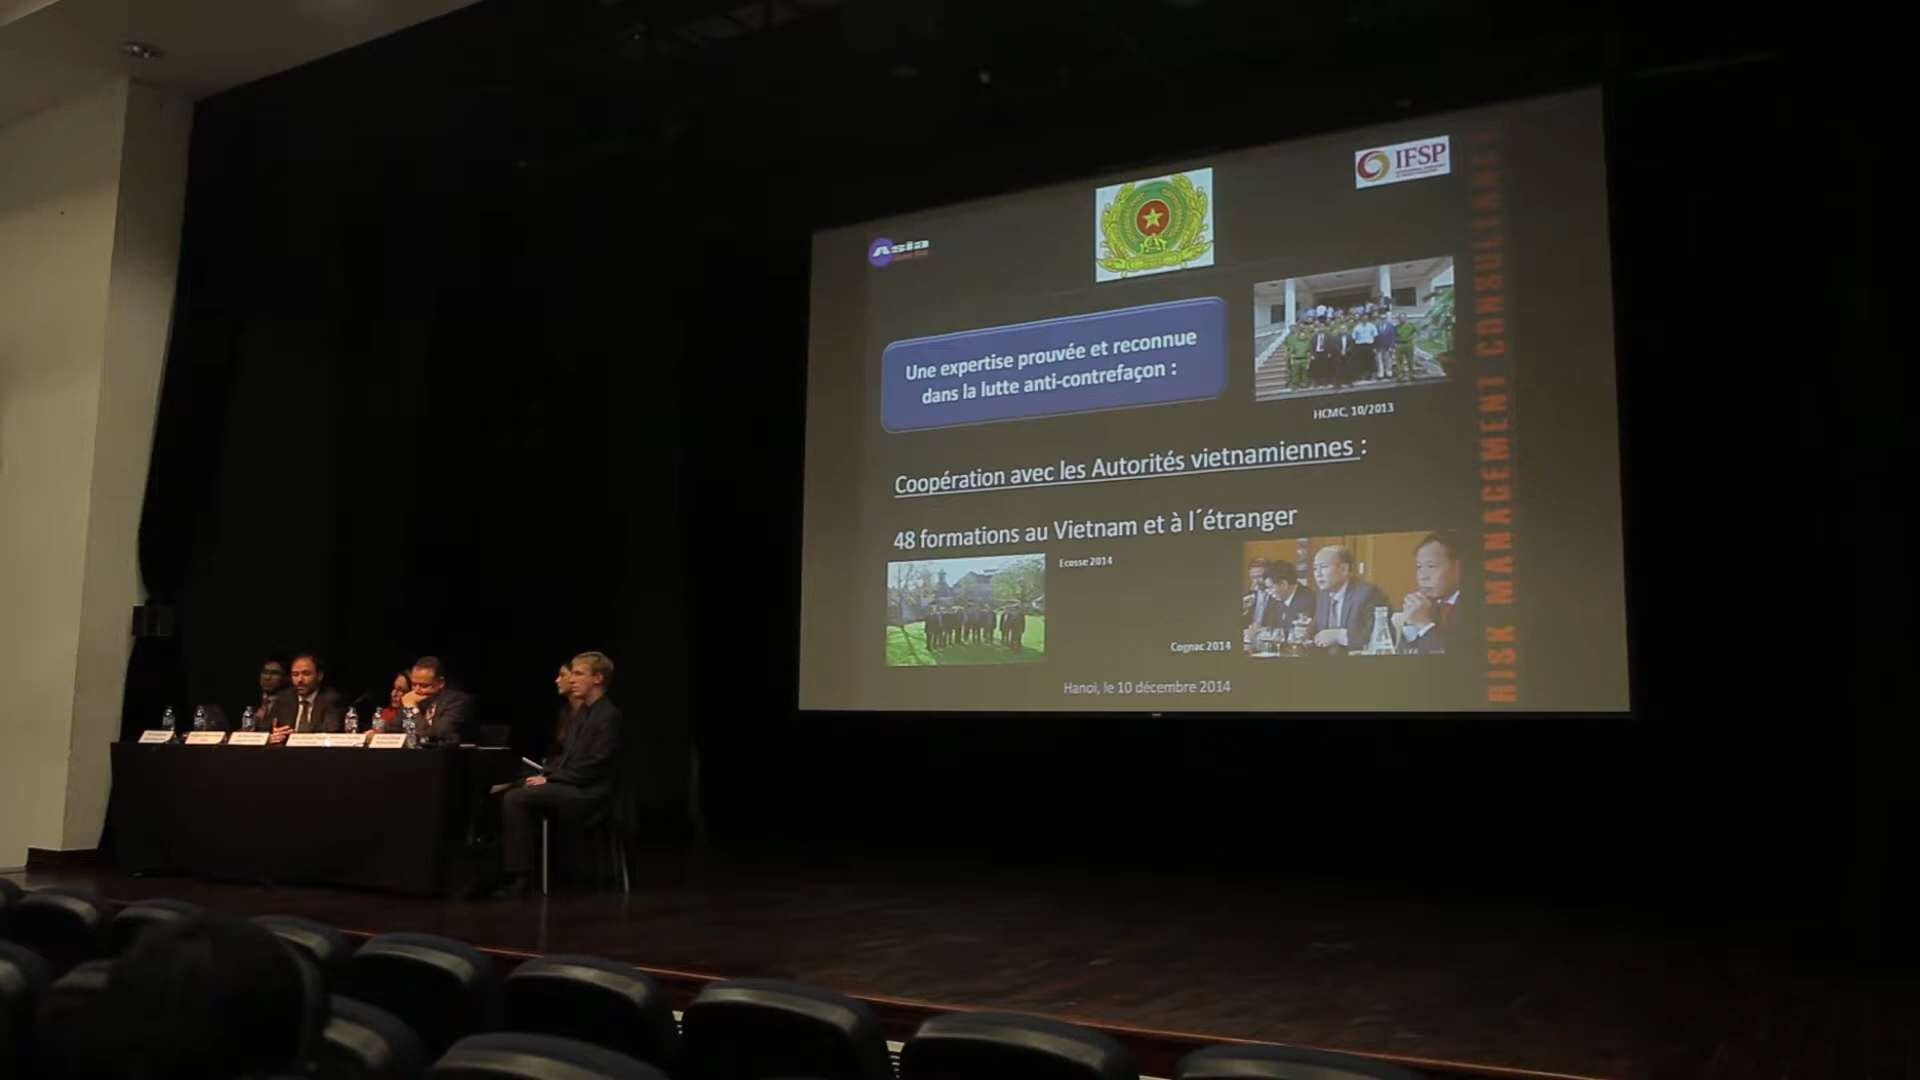 IFSP
Asia
Une expertise prouvée et reconnue
dans la lutte anti-contrefaçon :
HCMC, 10/2013
Coopération avec les Autorités vietnamiennes :
48 formations au Vietnam et à l´étranger
Ecosse 2014
Cognac 2014
Hanoi, le 10 décembre 2014
RISK MANAGEMENT CONSULTANCY